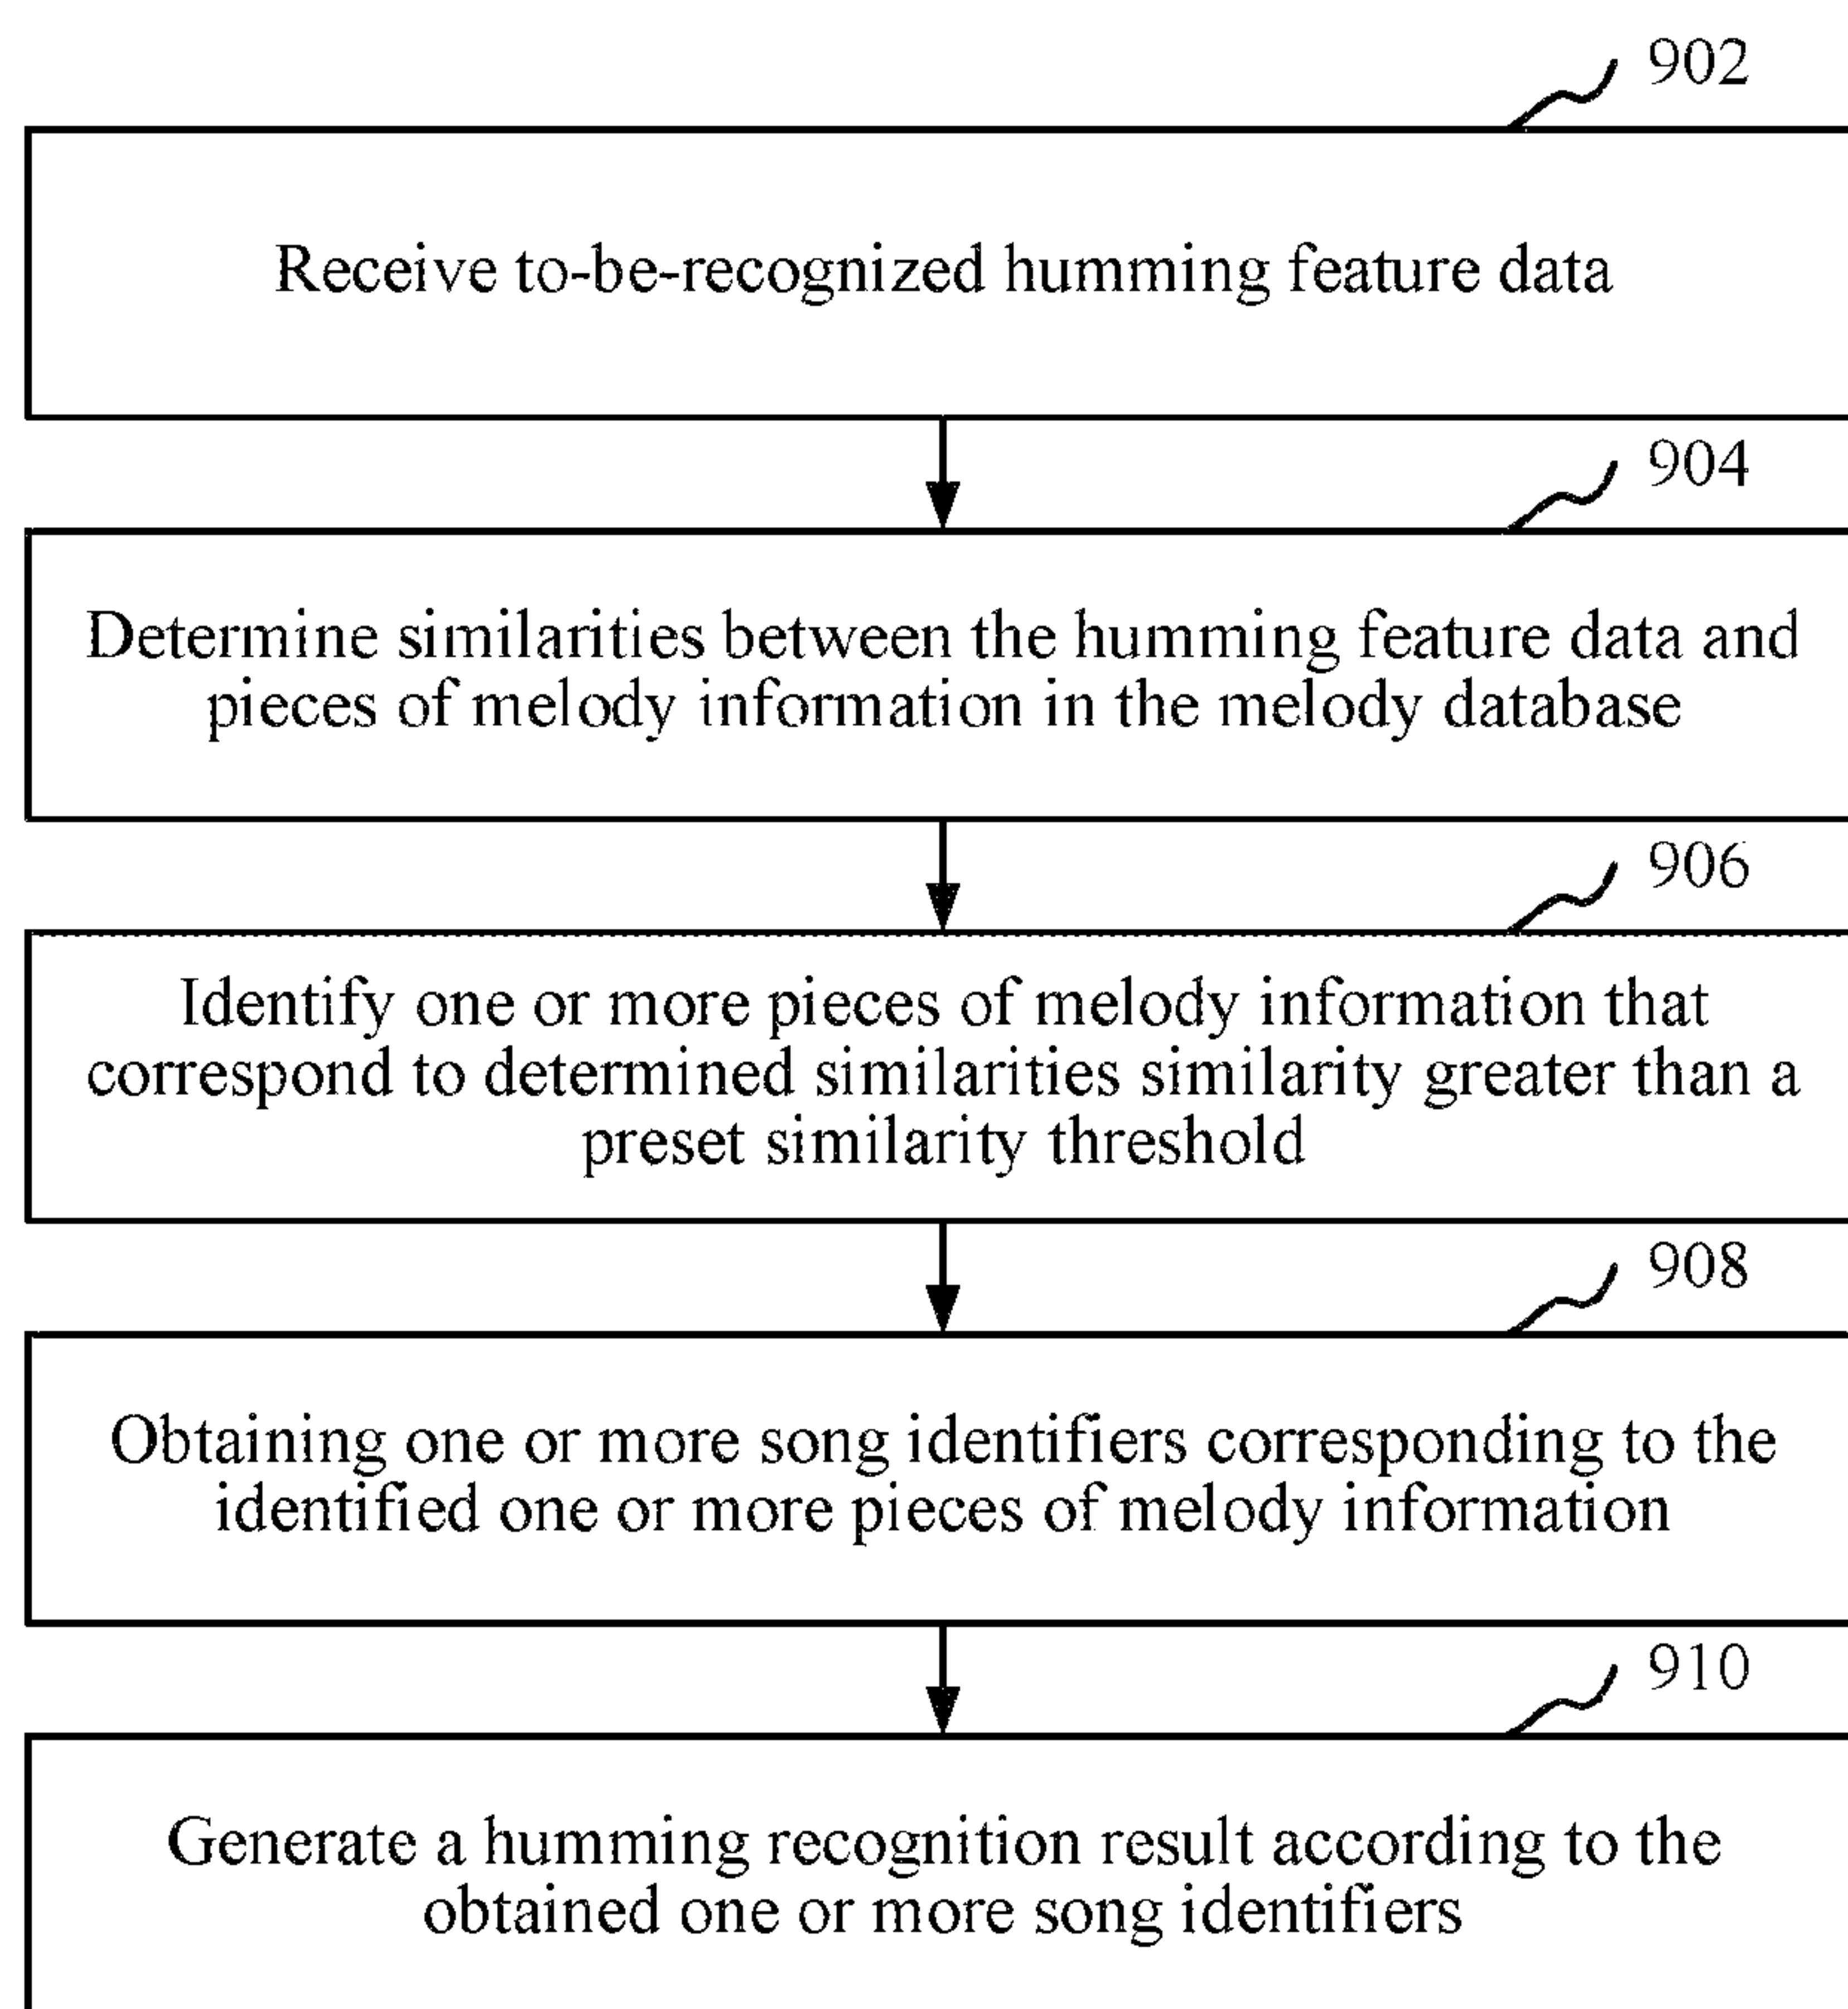 902
Receive to-be-recognized humming feature data
904
Determine similarities between the humming feature data and
pieces of melody information in the melody database
906
Identify one or more pieces of melody information that
correspond to determined similarities similarity greater than a
preset similarity threshold
908
Obtaining one or more song identifiers corresponding to the
identified one or more pieces of melody information
910
Generate a humming recognition result according to the
obtained one or more song identifiers